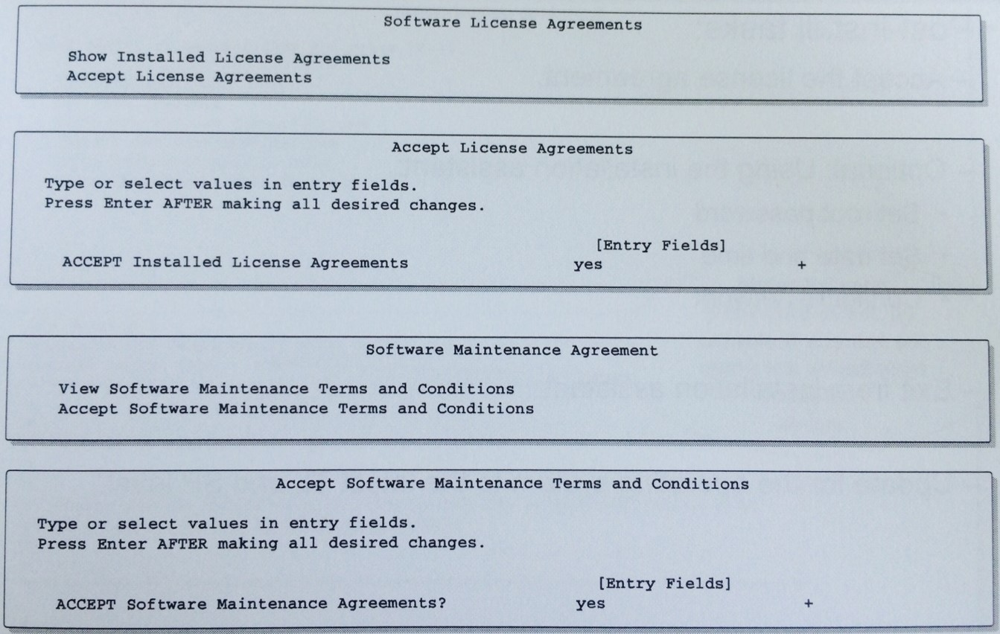 Software License Agreements
Show Installed License Agreements
Accept License Agreements
Accept License Agreements
Type or select values in entry fields.
Press Enter AFTER making all desired changes.
[Entry Fields]
ACCEPT Installed License Agreements yes +
Software Maintenance Agreement
View Software Maintenance Terms and Conditions
Accept Software Maintenance Terms and Conditions
Accept Software Maintenance Terms and Conditions
Type or select values in entry fields.
Press Enter AFTER making all desired changes.
[Entry Fields]
ACCEPT Software Maintenance Agreements? yes +